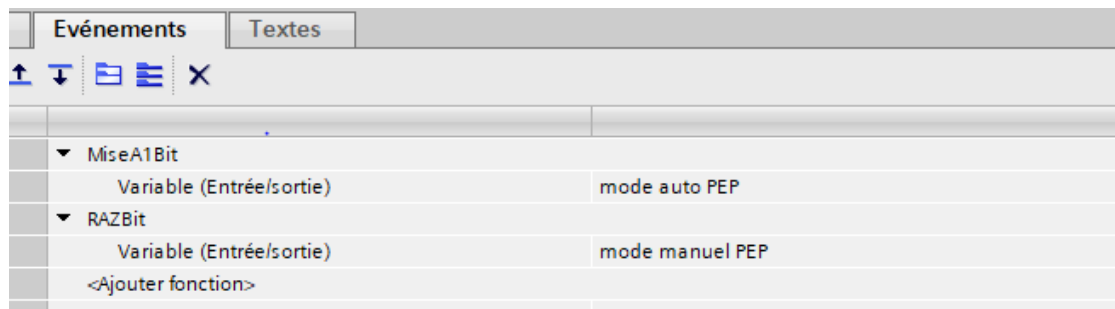 Evénements Textes
MiseA1Bit
Variable (Entrée/sortie) mode auto PEP
RAZBit
Variable (Entrée/sortie) mode manuel PEP
<Ajouter fonction>